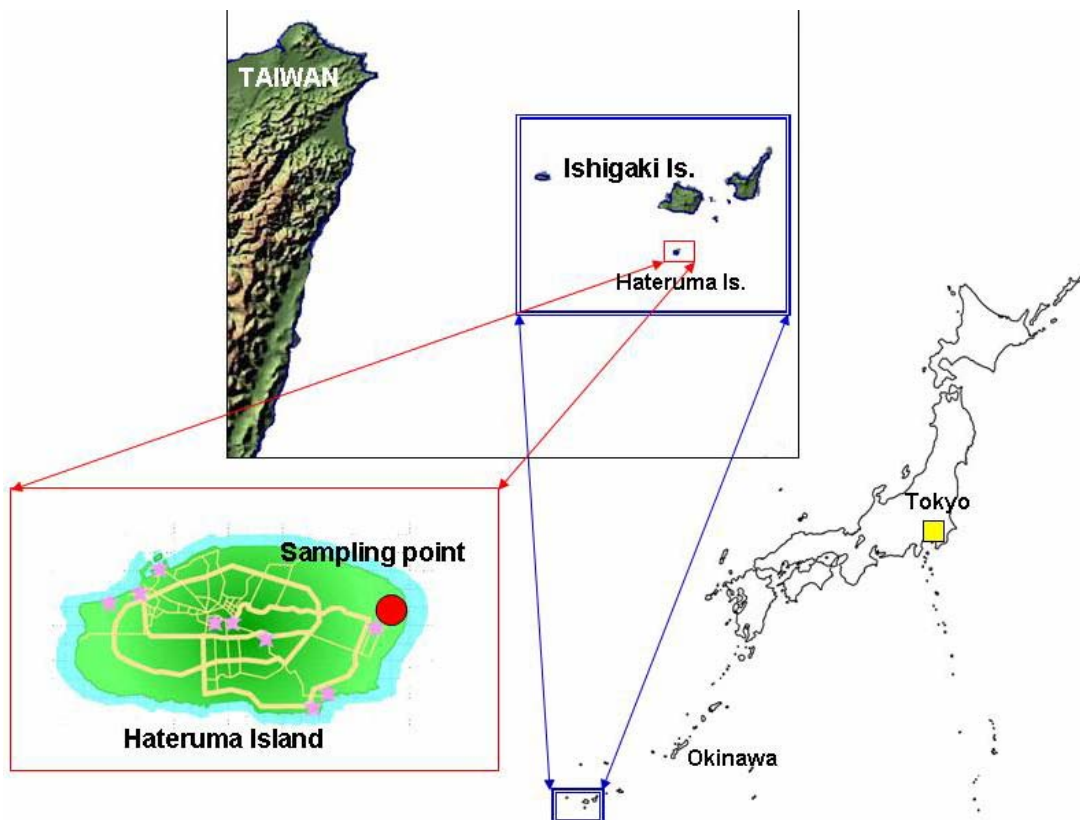 TAIWAN
Ishigaki Is.
Hateruma Is.
Tokyo
Sampling point
Hateruma Island
Okinawa